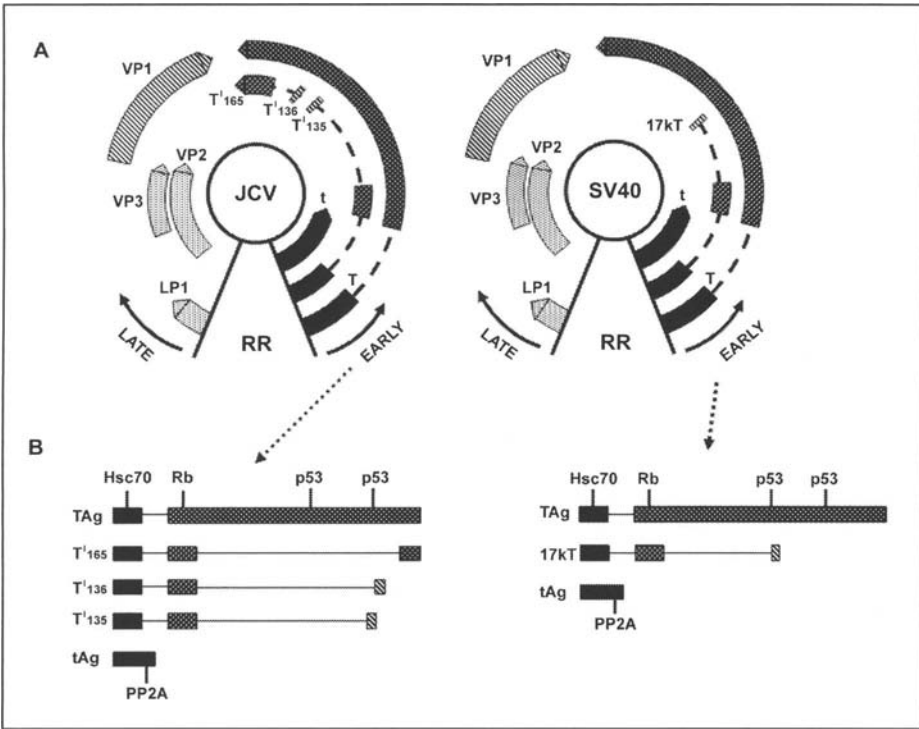 A
VP1
T'165
T'136
T'135
VP2
VP3
JCV
t
T
LP1
LATE
RR
EARLY
VP1
17kT
VP2
VP3
SV40
t
T
LP1
LATE
RR
EARLY
B
Hsc70 Rb p53 p53
TAg
T'165
T'136
T'135
tAg
PP2A
Hsc70 Rb p53 p53
TAg
17kT
tAg
PP2A